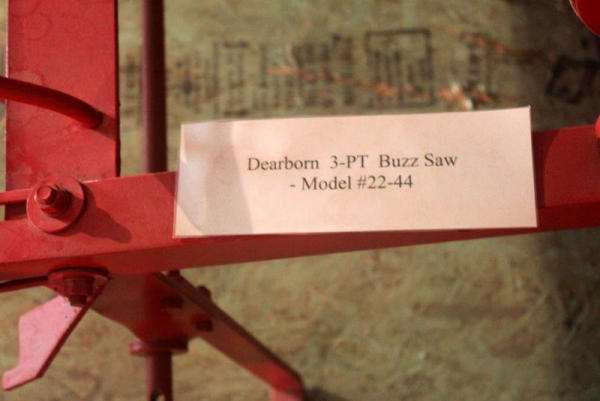 Dearborn 3-PT Buzz Saw
- Model #22-44